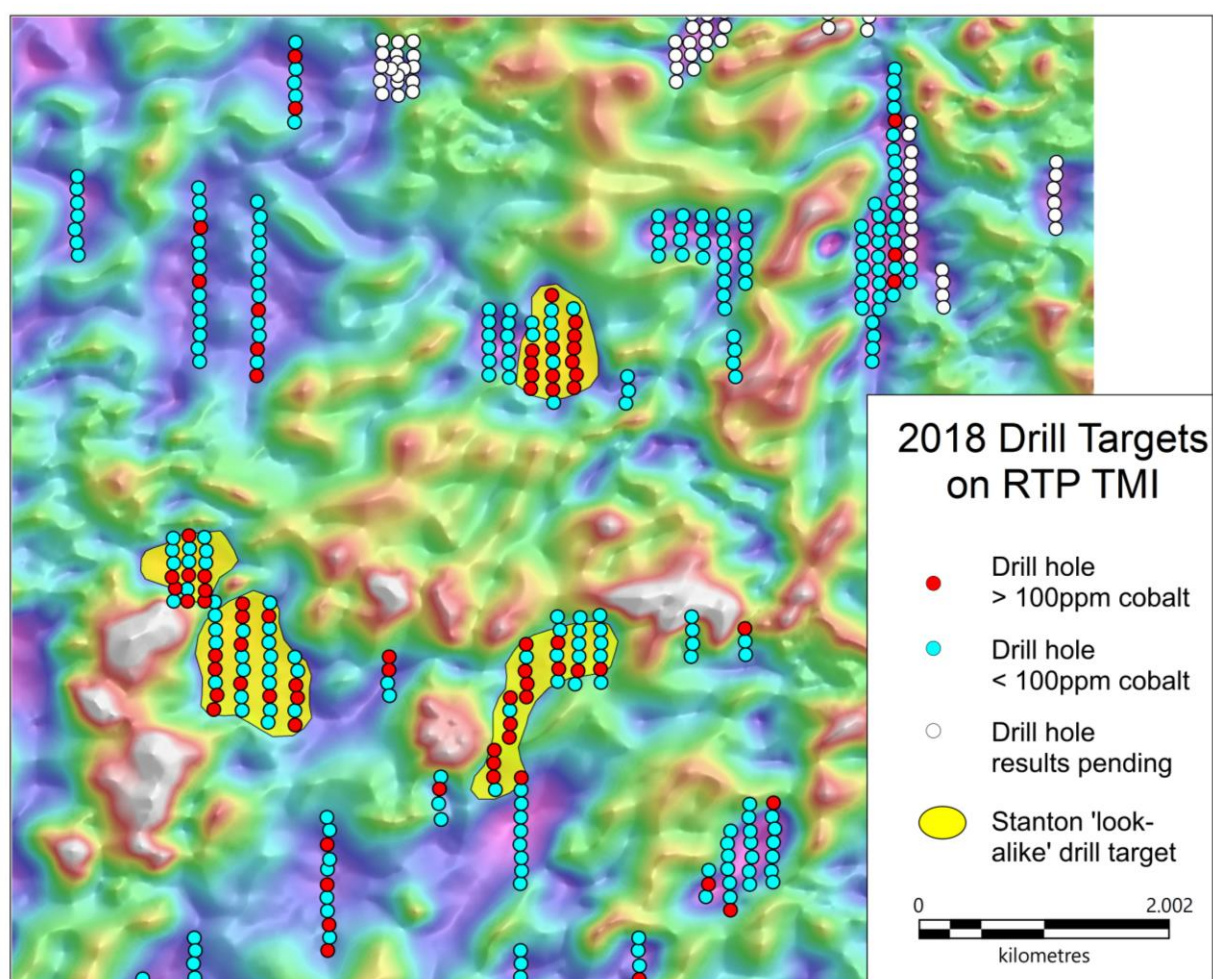 2018 Drill Targets
on RTP TMI
Drill hole
> 100ppm cobalt
Drill hole
< 100ppm cobalt
Drill hole
results pending
Stanton 'look-
alike' drill target
0 2.002
kilometres